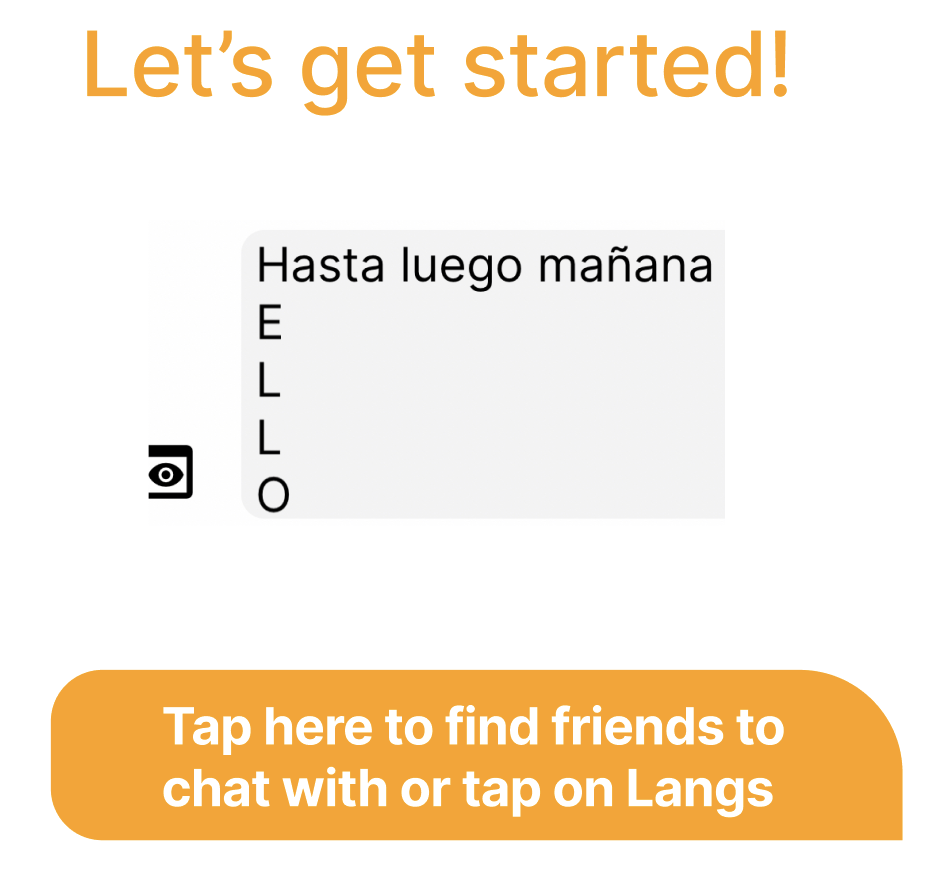 Let’s get started!
Hasta luego mañana
E
L
L
O
Tap here to find friends to
chat with or tap on Langs